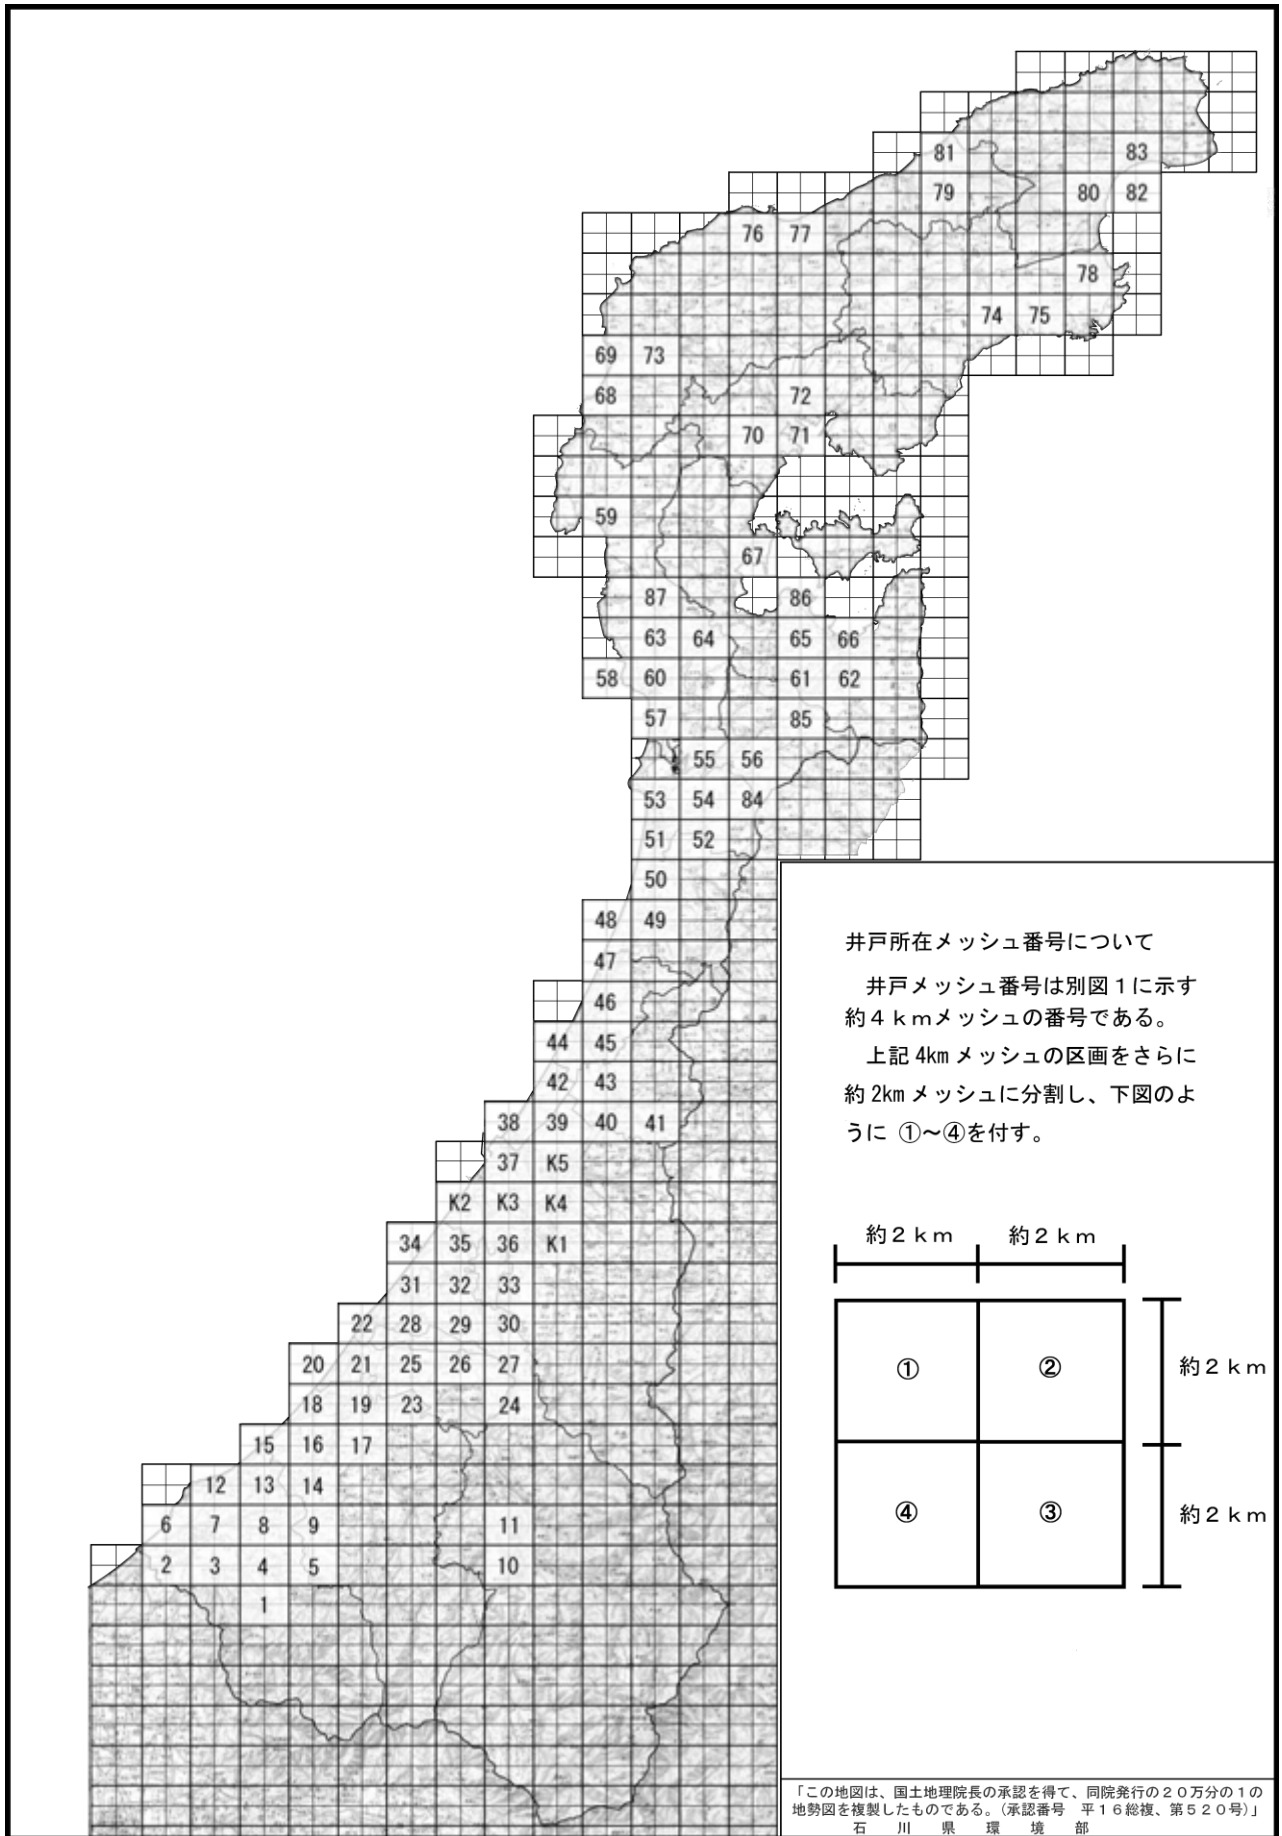 81 83
79 80 82
76 77
78
74 75
69 73
68 72
70 71
59
67
87 86
63 64 65 66
58 60 61 62
57 85
55 56
53 54 84
51 52
50
48 49
47
46
44 45
42 43
38 39 40 41
37 K5
K2 K3 K4
34 35 36 K1
31 32 33
22 28 29 30
20 21 25 26 27
18 19 23 24
15 16 17
12 13 14
6 7 8 9 11
2 3 4 5 10
1
井戸所在メッシュ番号について
井戸メッシュ番号は別図1に示す
約4kmメッシュの番号である。
上記4kmメッシュの区画をさらに
約2kmメッシュに分割し、下図のよ
うに ①～④を付す。
約2km 約2km
① ② 約2km
④ ③ 約2km
「この地図は、国土地理院長の承認を得て、同院発行の20万分の1の
地勢図を複製したものである。（承認番号 平16総複、第520号）」
石川県環境部